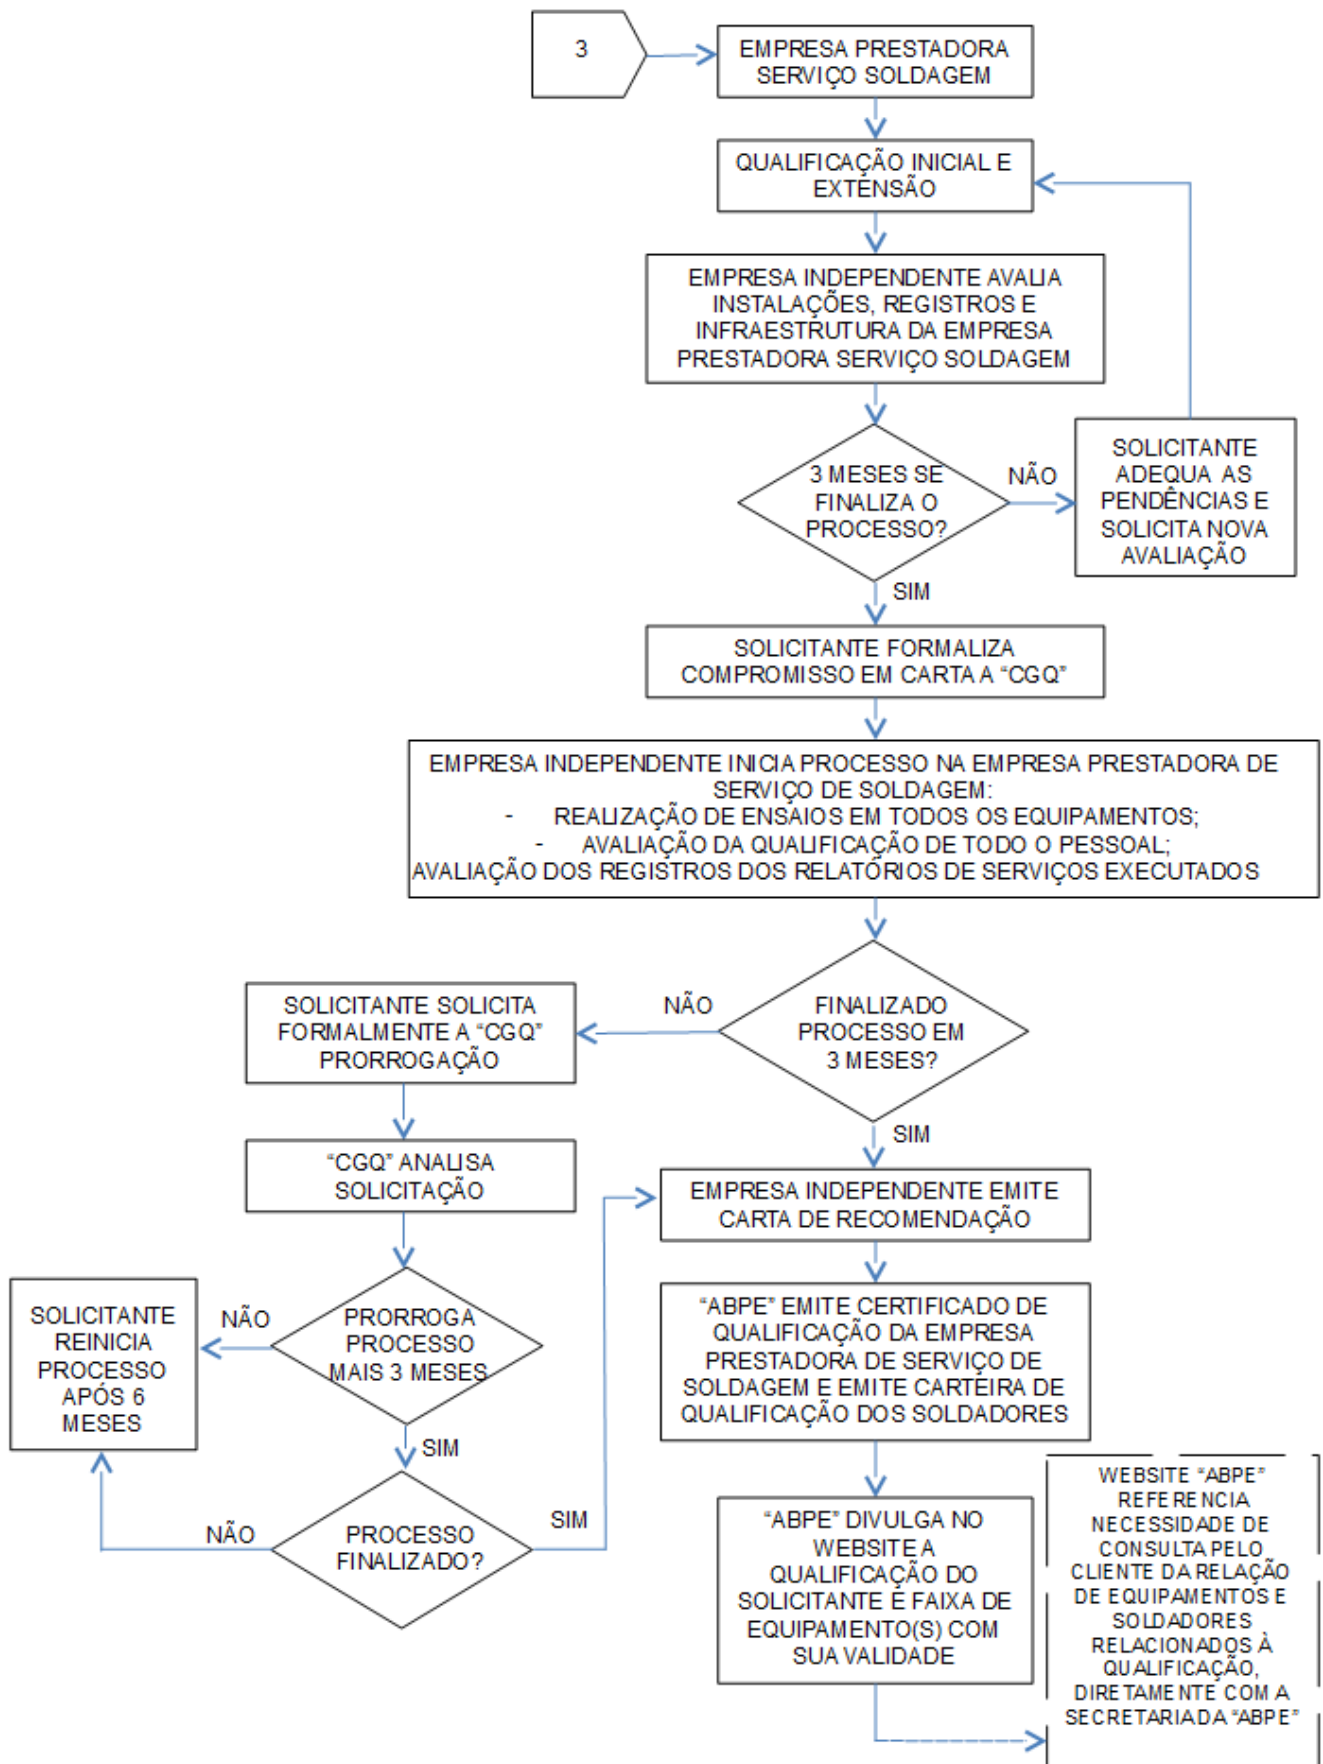 3
EMPRESA PRESTADORA
SERVIÇO SOLDAGEM
QUALIFICAÇÃO INICIAL E
EXTENSÃO
EMPRESA INDEPENDENTE AVALIA
INSTALAÇÕES, REGISTROS E
INFRAESTRUTURA DA EMPRESA
PRESTADORA SERVIÇO SOLDAGEM
3 MESES SE
FINALIZA O
PROCESSO?
NÃO
SOLICITANTE
ADEQUA AS
PENDÊNCIAS E
SOLICITA NOVA
AVALIAÇÃO
SIM
SOLICITANTE FORMALIZA
COMPROMISSO EM CARTA A “CGQ”
EMPRESA INDEPENDENTE INICIA PROCESSO NA EMPRESA PRESTADORA DE
SERVIÇO DE SOLDAGEM:
- REALIZAÇÃO DE ENSAIOS EM TODOS OS EQUIPAMENTOS;
- AVALIAÇÃO DA QUALIFICAÇÃO DE TODO O PESSOAL;
AVALIAÇÃO DOS REGISTROS DOS RELATÓRIOS DE SERVIÇOS EXECUTADOS
FINALIZADO
PROCESSO EM
3 MESES?
NÃO
SOLICITANTE SOLICITA
FORMALMENTE A “CGQ”
PRORROGAÇÃO
“CGQ” ANALISA
SOLICITAÇÃO
PRORROGA
PROCESSO
MAIS 3 MESES
NÃO
SOLICITANTE
REINICIA
PROCESSO
APÓS 6
MESES
SIM
PROCESSO
FINALIZADO?
NÃO
SIM
SIM
EMPRESA INDEPENDENTE EMITE
CARTA DE RECOMENDAÇÃO
“ABPE” EMITE CERTIFICADO DE
QUALIFICAÇÃO DA EMPRESA
PRESTADORA DE SERVIÇO DE
SOLDAGEM E EMITE CARTEIRA DE
QUALIFICAÇÃO DOS SOLDADORES
“ABPE” DIVULGA NO
WEBSITE A
QUALIFICAÇÃO DO
SOLICITANTE E FAIXA DE
EQUIPAMENTO(S) COM
SUA VALIDADE
WEBSITE “ABPE”
REFERENCIA
NECESSIDADE DE
CONSULTA PELO
CLIENTE DA RELAÇÃO
DE EQUIPAMENTOS E
SOLDADORES
RELACIONADOS À
QUALIFICAÇÃO,
DIRETAMENTE COM A
SECRETARIA DA “ABPE”